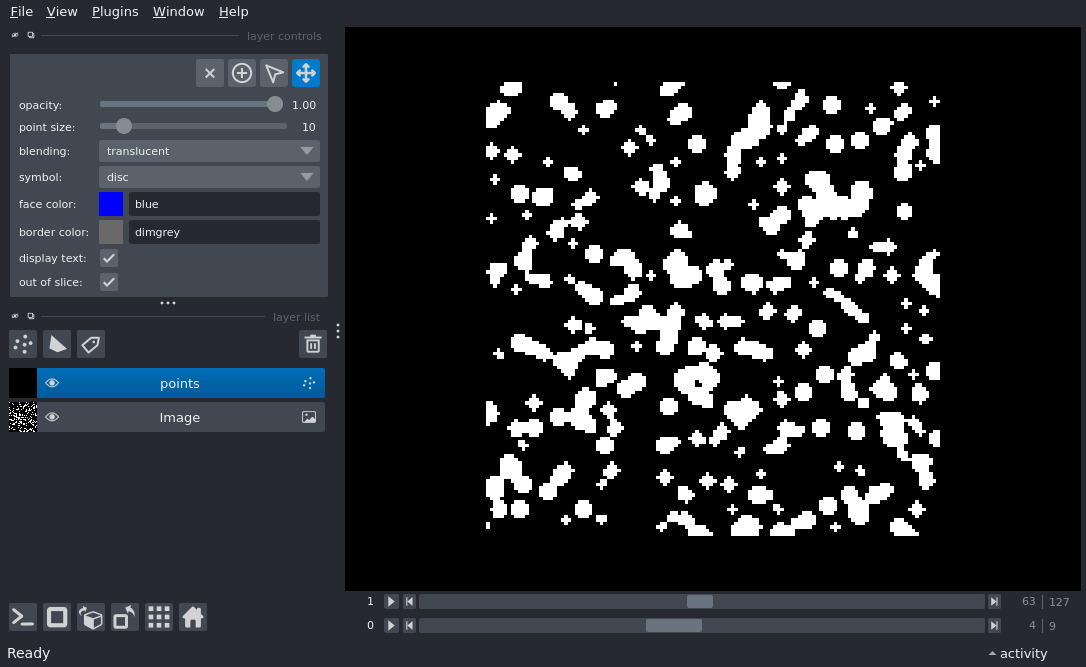 File View Plugins Window Help
layer controls
opacity: 1.00
point size: 10
blending: translucent
symbol: disc
face color: blue
border color: dimgrey
display text:
out of slice:
layer list
points
Image
1 63 127
0 4 9
Ready activity